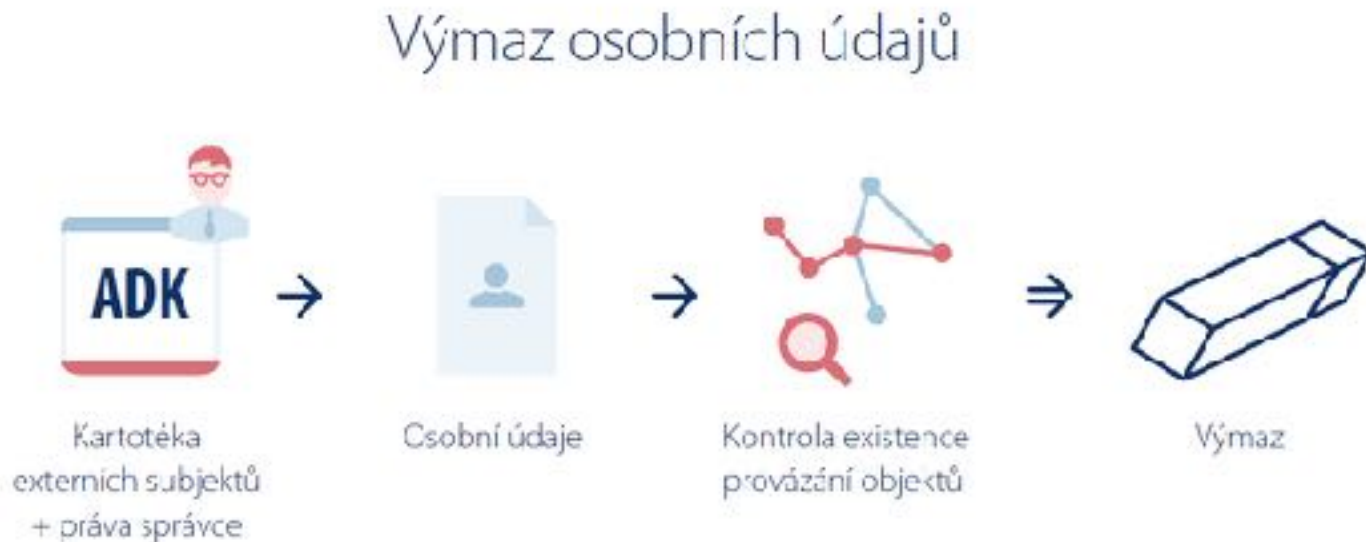 Výmaz osobních údajů
ADK
Kartotéka
externích subjektů
+ práva správce
Osobní údaje
Kontrola existence
provázání objektů
Výmaz